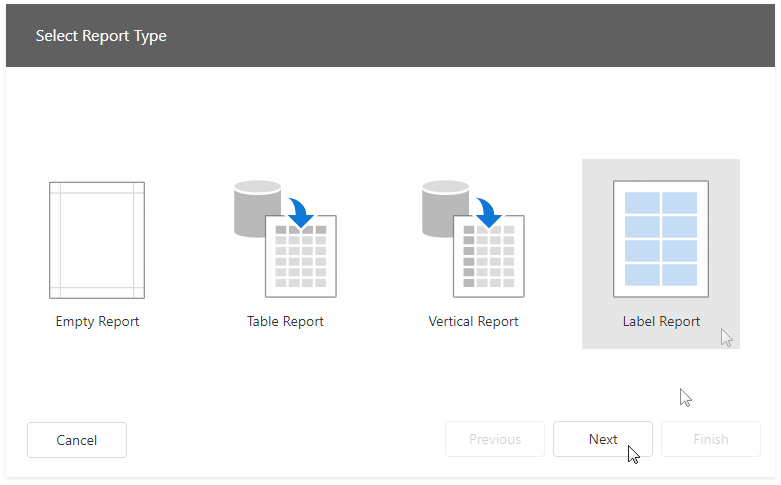 Select Report Type
Empty Report
Table Report
Vertical Report
Label Report
Cancel
Previous
Next
Finish